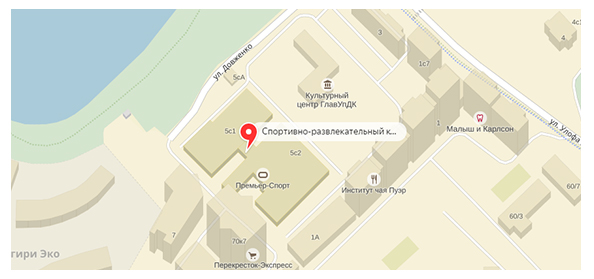 3
4
4с
ул. Довженко
1с7
5сА
Культурный
центр ГлавУпДК
ул. Улофа
5с1
Спортивно-развлекательный к...
1
Малыш и Карлсон
5с2
Премьер-Спорт
Институт чая Пуэр
60/3
7
70к7
1А
60
гири Эко
Перекресток-Экспресс